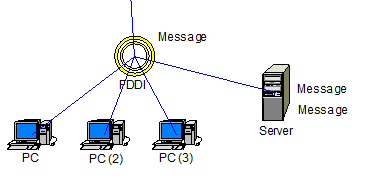 Message
FDDI
Message
Message
Server
PC
PC (2)
PC (3)